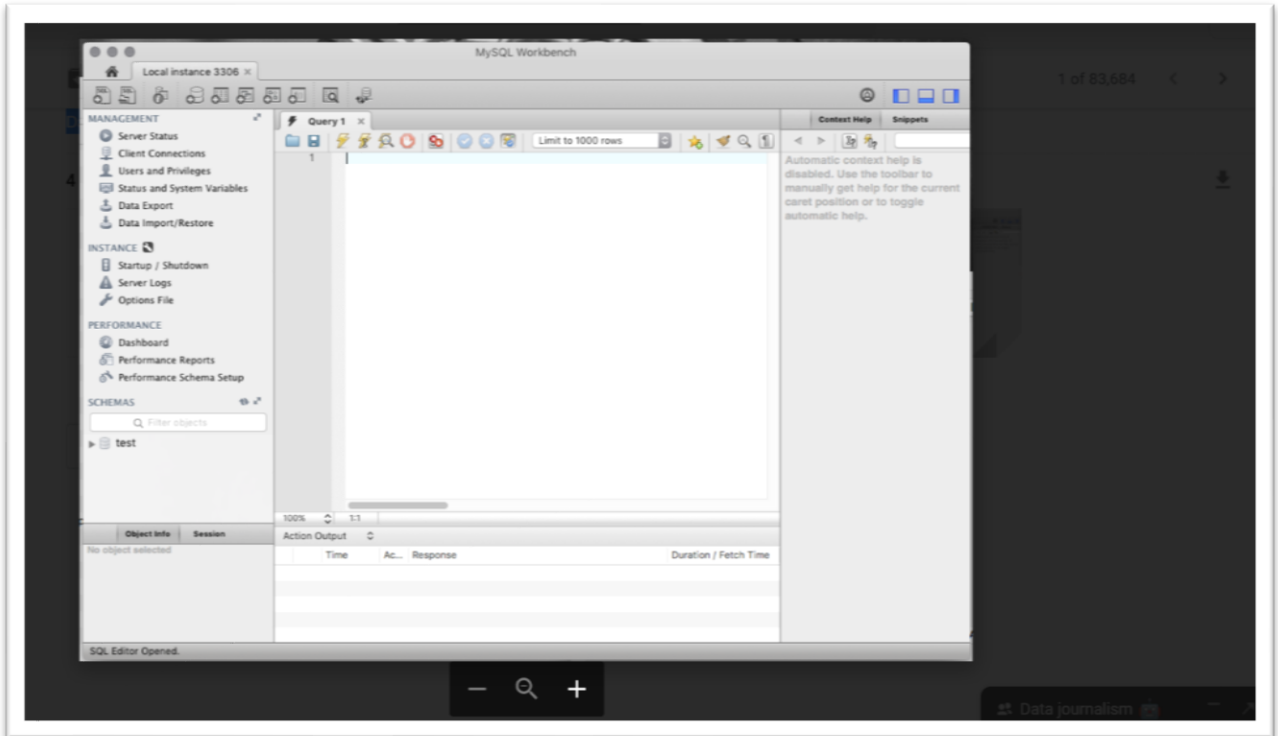 MySQL Workbench
Local instance 3306
1 of 83,684
MANAGEMENT
Server Status
Client Connections
Users and Privileges
Status and System Variables
Data Export
Data Import/Restore
INSTANCE
Startup / Shutdown
Server Logs
Options File
PERFORMANCE
Dashboard
Performance Reports
Performance Schema Setup
SCHEMAS
Filter objects
test
Object Info Session
No object selected
Query 1
Limit to 1000 rows
1
100% 1:1
Action Output
Time Ac... Response Duration / Fetch Time
Context Help Snippets
Automatic context help is
disabled. Use the toolbar to
manually get help for the current
caret position or to toggle
automatic help.
SQL Editor Opened.
Data journalism